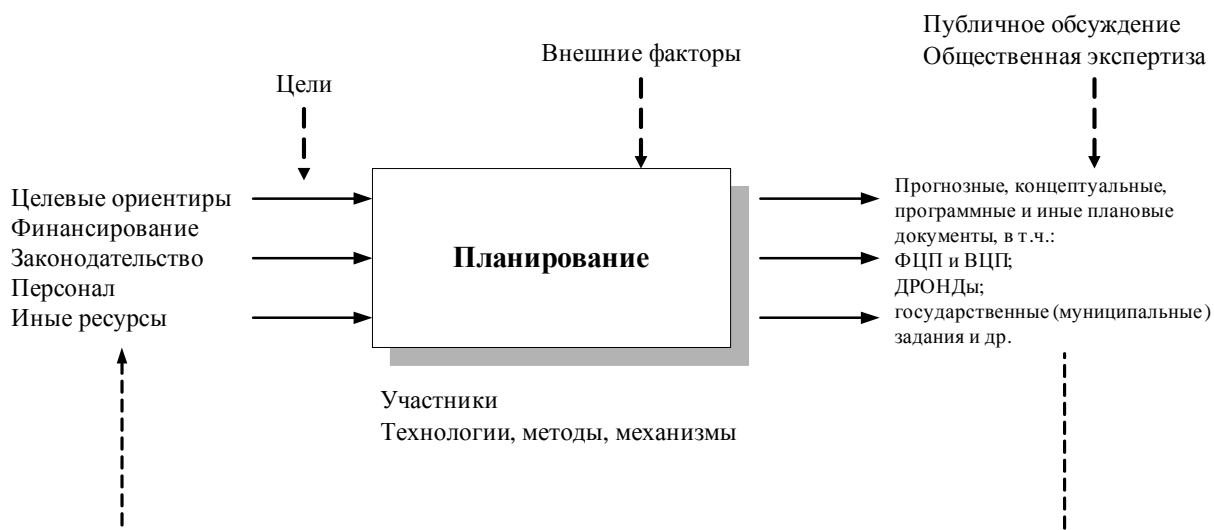 Публичное обсуждение
Общественная экспертиза
Внешние факторы
Цели
Целевые ориентиры
Финансирование
Законодательство
Персонал
Иные ресурсы
Планирование
Прогнозные, концептуальные,
программные и иные плановые
документы, в т.ч.:
ФЦП и ВЦП;
ДРОНДы;
государственные (муниципальные)
задания и др.
Участники
Технологии, методы, механизмы